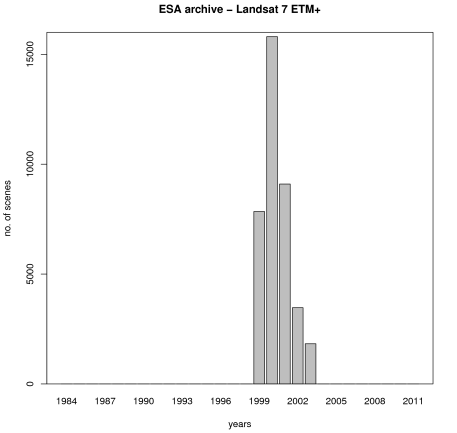 ESA archive − Landsat 7 ETM+
15000
10000
5000
0
no. of scenes
1984 1987 1990 1993 1996 1999 2002 2005 2008 2011
years